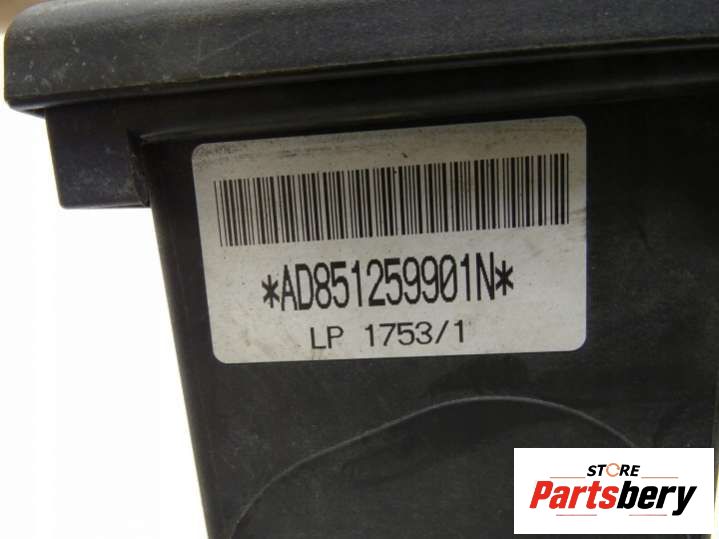 *AD851259901N*
LP 1753/1
STORE
Partsbery